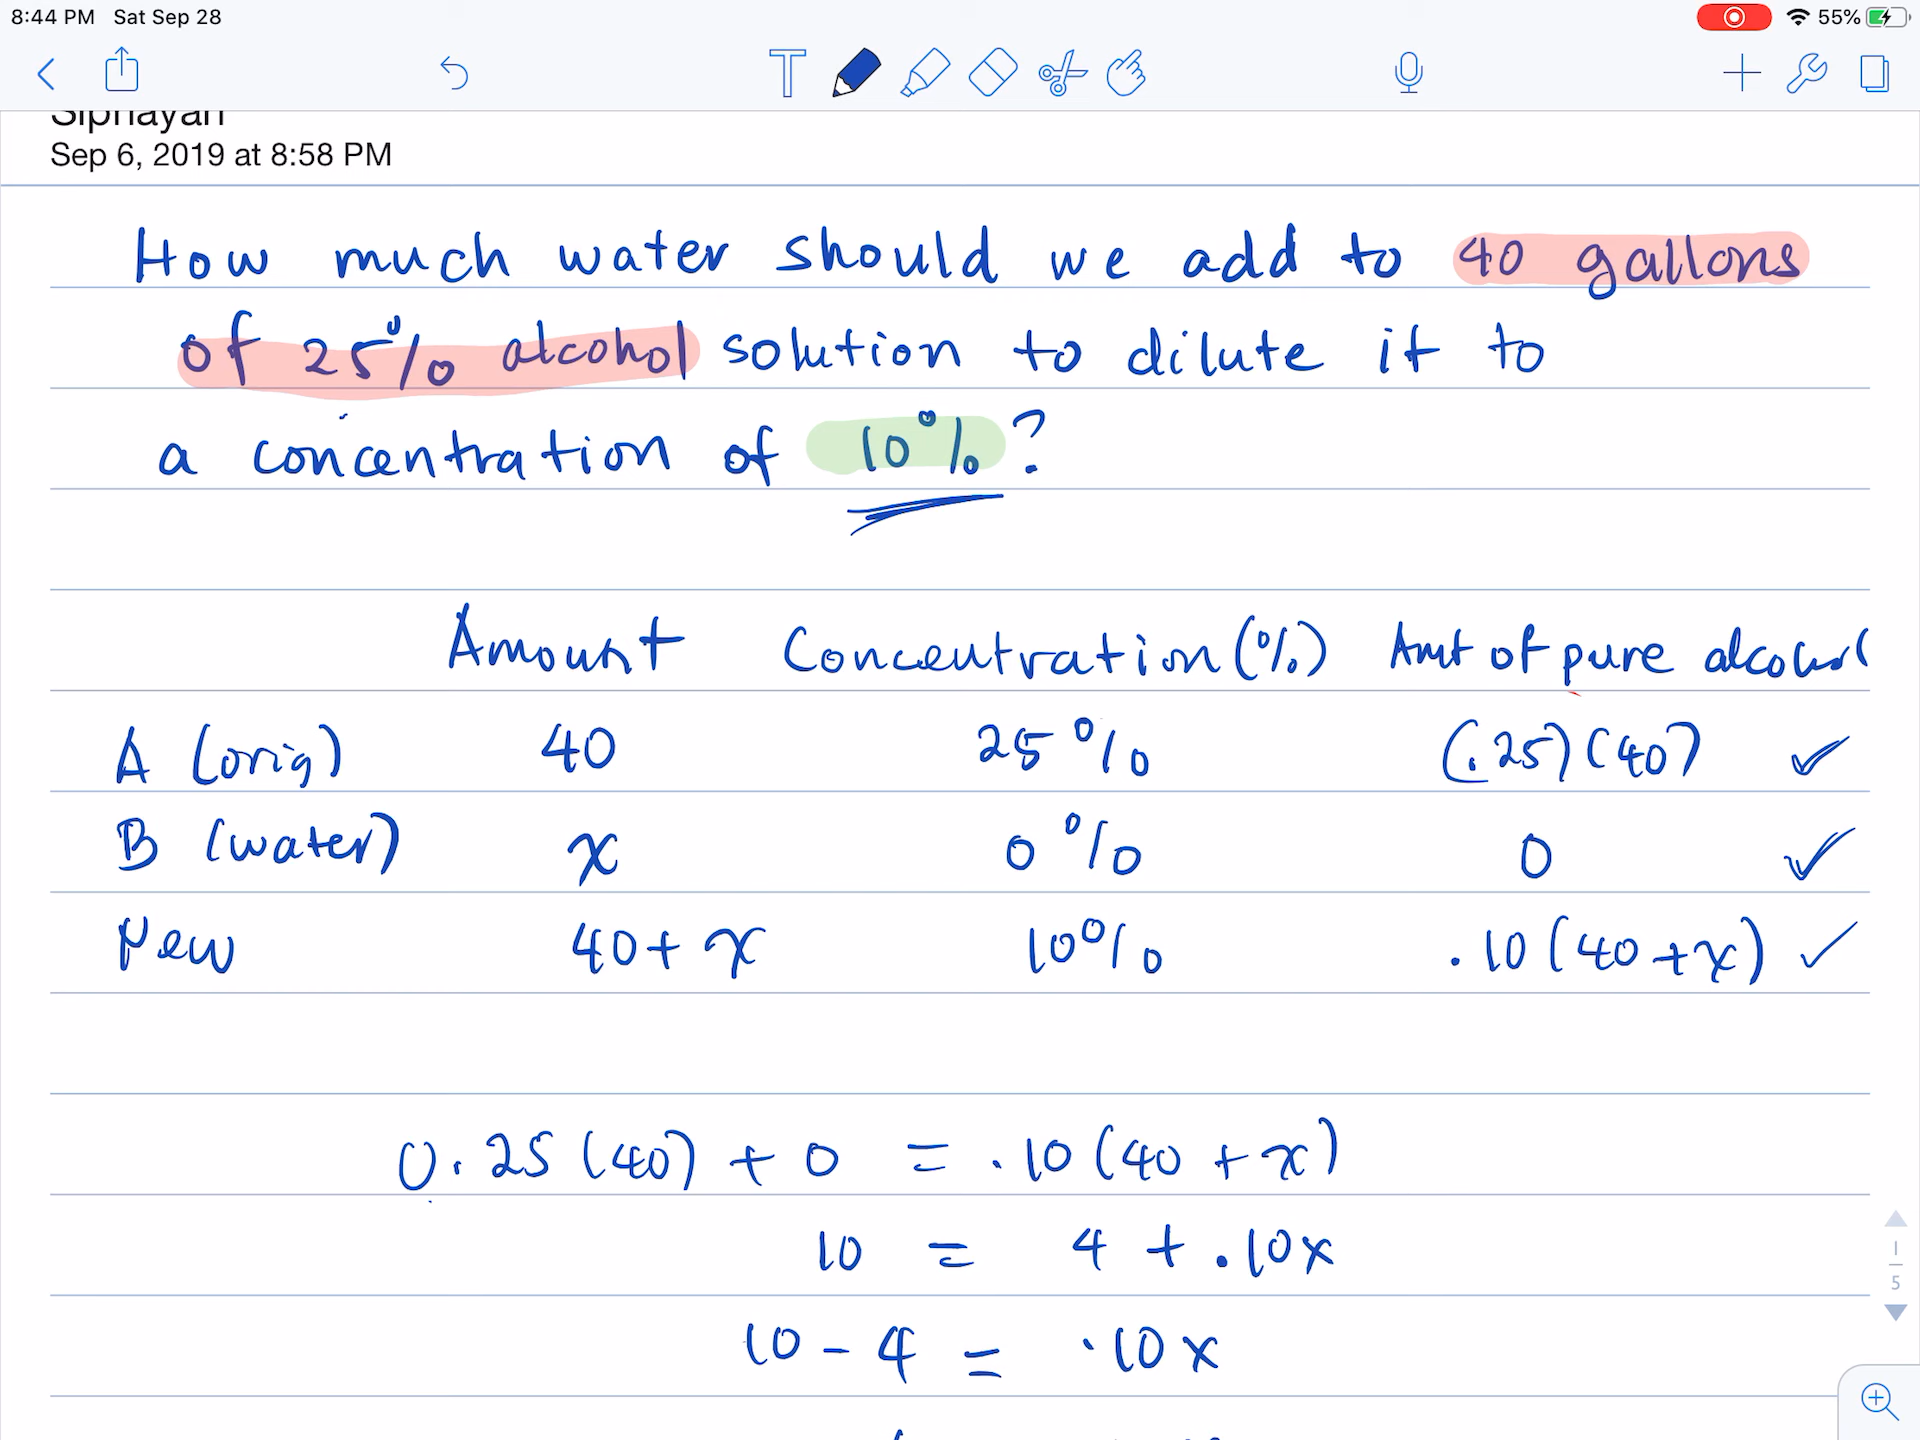 8:44 PM Sat Sep 28 55%
Siphayan
Sep 6, 2019 at 8:58 PM
How much water should we add to 40 gallons
of 25% alcohol solution to dilute it to
a concentration of 10%?
Amount Concentration (%) Amt of pure alcohol
A (orig) 40 25% (.25)(40) ✓
B (water) x 0% 0 ✓
New 40 + x 10% .10(40+x) ✓
0.25(40) + 0 = .10(40 + x)
10 = 4 + .10x
10 - 4 = .10x
1
5